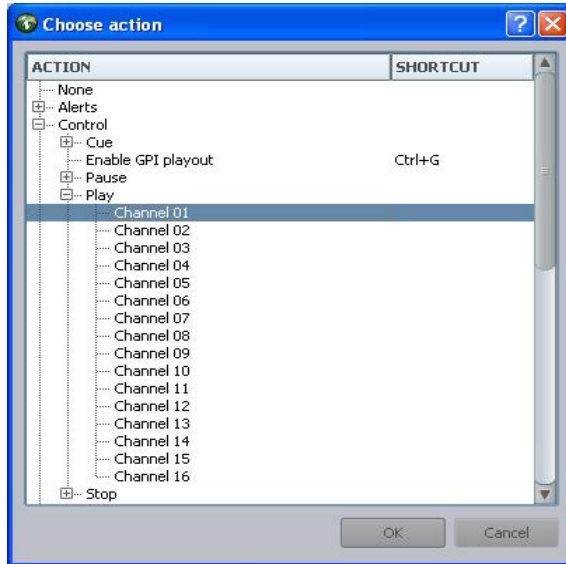 Choose action
ACTION SHORTCUT
None
Alerts
Control
Cue
Enable GPI playout Ctrl+G
Pause
Play
Channel 01
Channel 02
Channel 03
Channel 04
Channel 05
Channel 06
Channel 07
Channel 08
Channel 09
Channel 10
Channel 11
Channel 12
Channel 13
Channel 14
Channel 15
Channel 16
Stop
OK Cancel